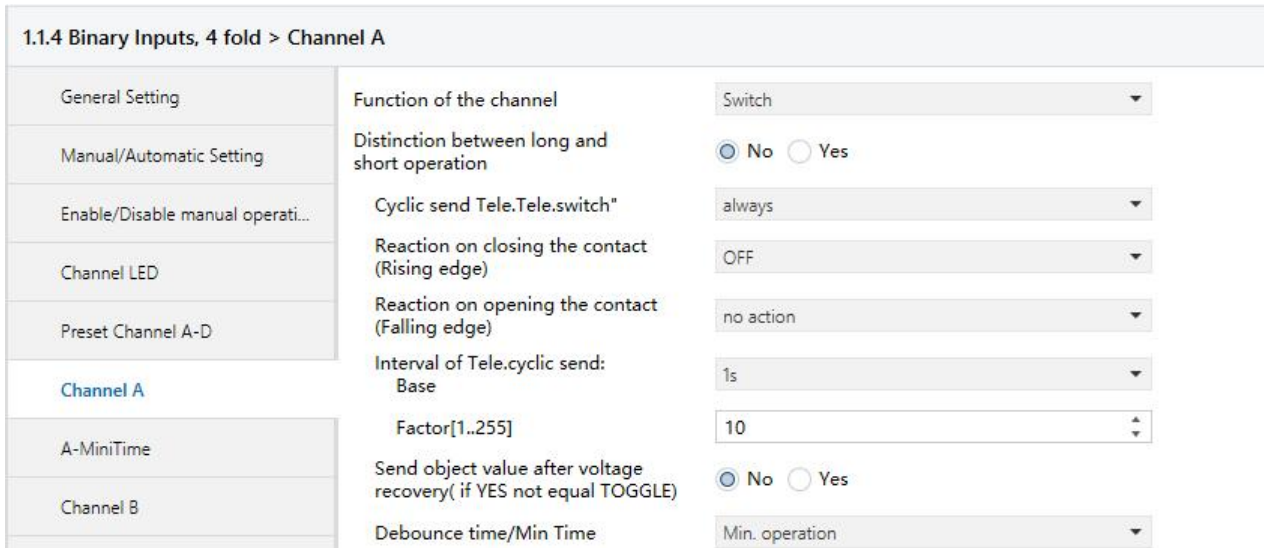 1.1.4 Binary Inputs, 4 fold > Channel A
General Setting
Manual/Automatic Setting
Enable/Disable manual operati...
Channel LED
Preset Channel A-D
Channel A
A-MiniTime
Channel B
Function of the channel
Switch
Distinction between long and
short operation
No Yes
Cyclic send Tele.Tele.switch"
always
Reaction on closing the contact
(Rising edge)
OFF
Reaction on opening the contact
(Falling edge)
no action
Interval of Tele.cyclic send:
Base
1s
Factor[1..255]
10
Send object value after voltage
recovery( if YES not equal TOGGLE)
No Yes
Debounce time/Min Time
Min. operation